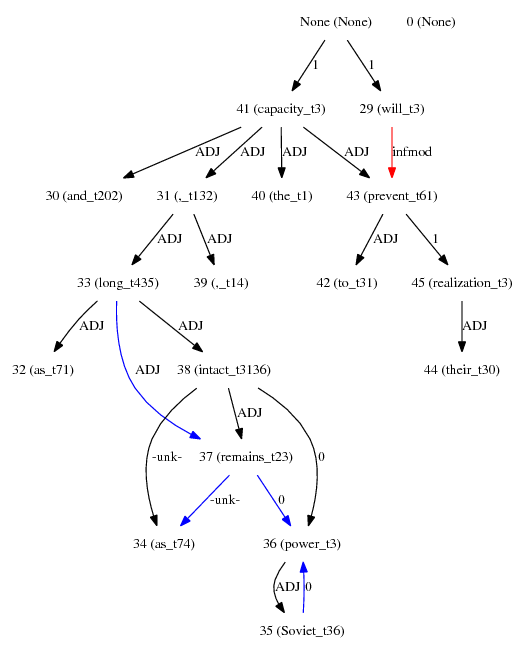 None (None) 0 (None)
1 1
41 (capacity_t3) 29 (will_t3)
ADJ ADJ ADJ ADJ infmod
30 (and_t202) 31 (,_t132) 40 (the_t1) 43 (prevent_t61)
ADJ ADJ ADJ 1
33 (long_t435) 39 (,_t14) 42 (to_t31) 45 (realization_t3)
ADJ ADJ ADJ ADJ
32 (as_t71) 38 (intact_t3136) 44 (their_t30)
ADJ
37 (remains_t23)
-unk- 0
-unk- 0
34 (as_t74) 36 (power_t3)
ADJ 0
35 (Soviet_t36)